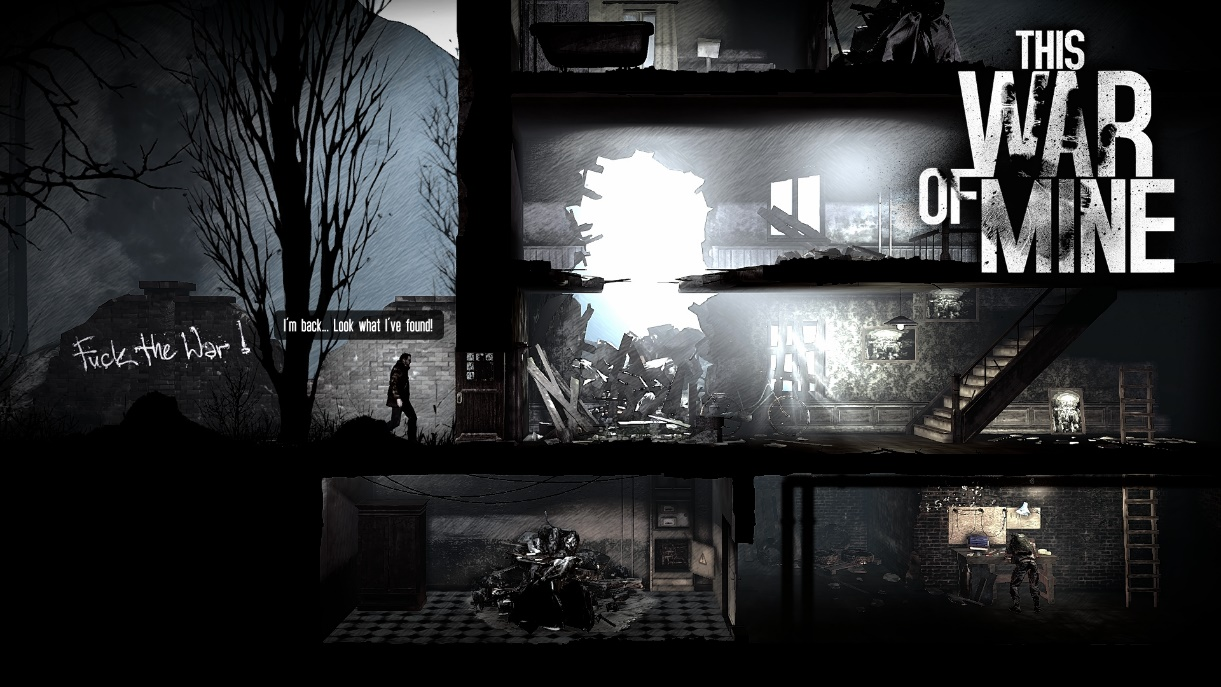 THIS
WAR
OF MINE
I'm back... Look what I've found!
Fuck the War !